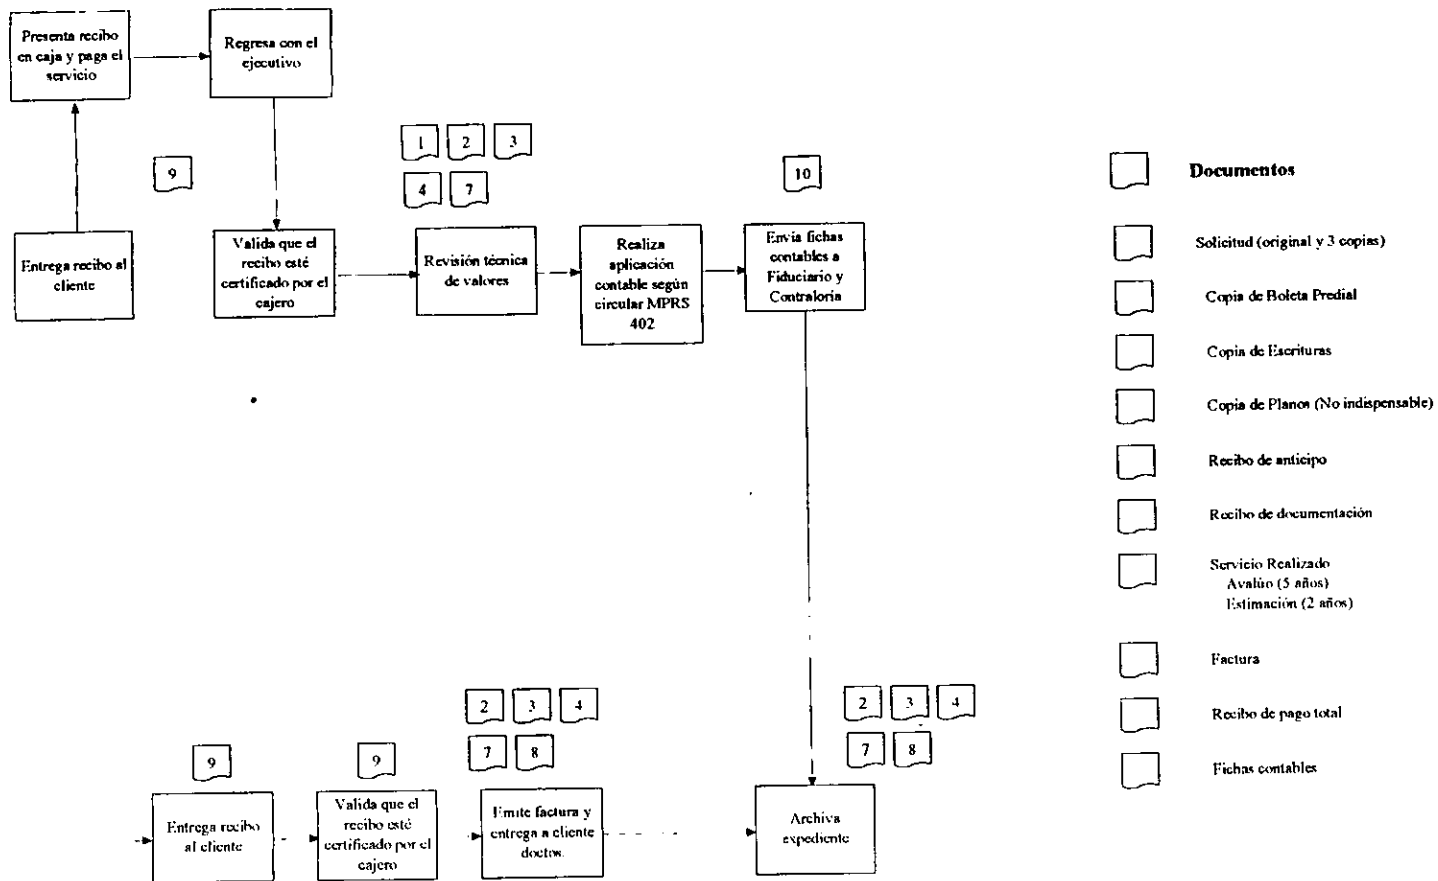 Presenta recibo
en caja y paga el
servicio
Regresa con el
ejecutivo
1
2
3
4
7
9
10
Entrega recibo al
cliente
Valida que el
recibo esté
certificado por el
cajero
Revisión técnica
de valores
Realiza
aplicación
contable según
circular MPRS
402
Envia fichas
contables a
Fiduciario y
Contraloria
2
3
4
7
8
9
9
2
3
4
7
8
Entrega recibo
al cliente
Valida que el
recibo esté
certificado por el
cajero
Emite factura y
entrega a cliente
doctos.
Archiva
expediente
Documentos
Solicitud (original y 3 copias)
Copia de Boleta Predial
Copia de Escrituras
Copia de Planos (No indispensable)
Recibo de anticipo
Recibo de documentación
Servicio Realizado
Avalúo (5 años)
Estimación (2 años)
Factura
Recibo de pago total
Fichas contables